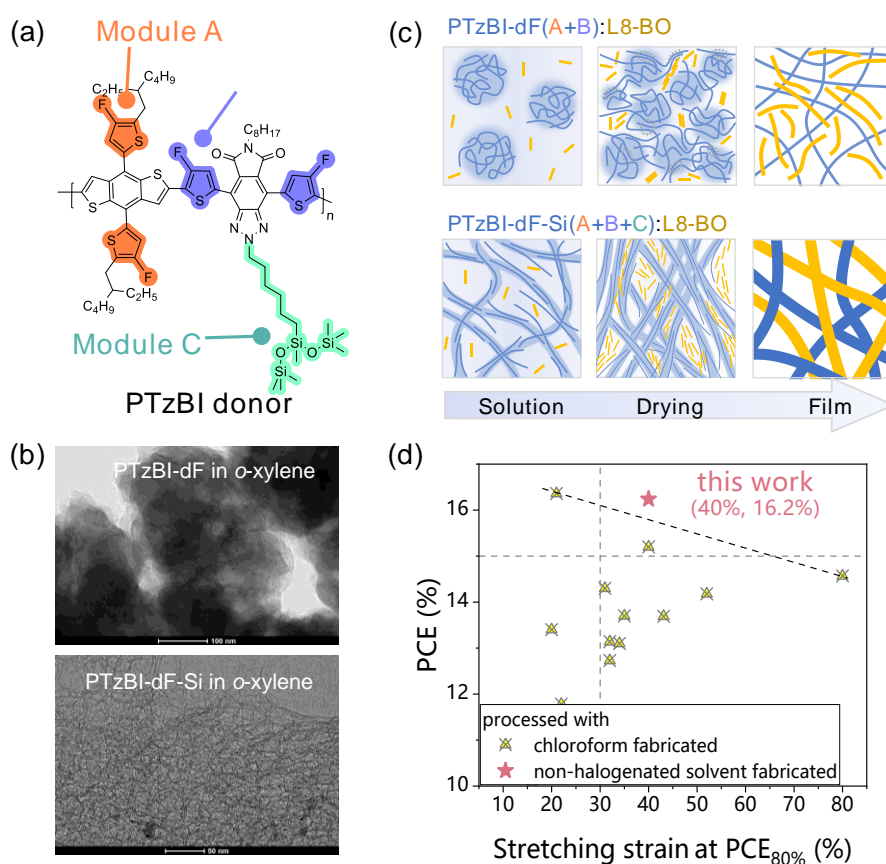 (a)
Module A
C₄H₉
C₂H₅
F
S
C₈H₁₇
F
N
O
O
F
S
S
S
S
n
S
S
N
N
N
F
C₄H₉
C₂H₅
Module C
Si
O
O
Si
Si
PTzBI donor
(b)
PTzBI-dF in o-xylene
100 nm
PTzBI-dF-Si in o-xylene
50 nm
(c)
PTzBI-dF(A+B):L8-BO
PTzBI-dF-Si(A+B+C):L8-BO
Solution
Drying
Film
(d)
this work
(40%, 16.2%)
PCE (%)
16
14
12
10
processed with
chloroform fabricated
non-halogenated solvent fabricated
10 20 30 40 50 60 70 80
Stretching strain at PCE₈₀% (%)